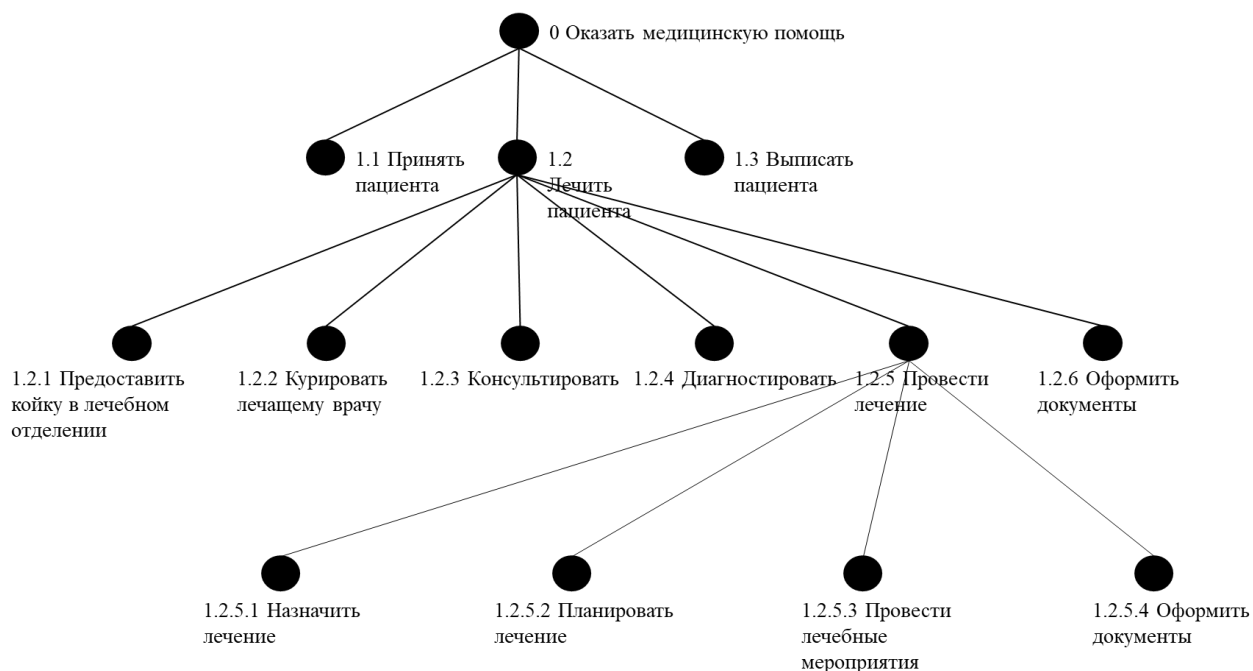 0 Оказать медицинскую помощь
1.1 Принять
пациента
1.2
Лечить
пациента
1.3 Выписать
пациента
1.2.1 Предоставить
койку в лечебном
отделении
1.2.2 Курировать
лечащему врачу
1.2.3 Консультировать
1.2.4 Диагностировать
1.2.5 Провести
лечение
1.2.6 Оформить
документы
1.2.5.1 Назначить
лечение
1.2.5.2 Планировать
лечение
1.2.5.3 Провести
лечебные
мероприятия
1.2.5.4 Оформить
документы